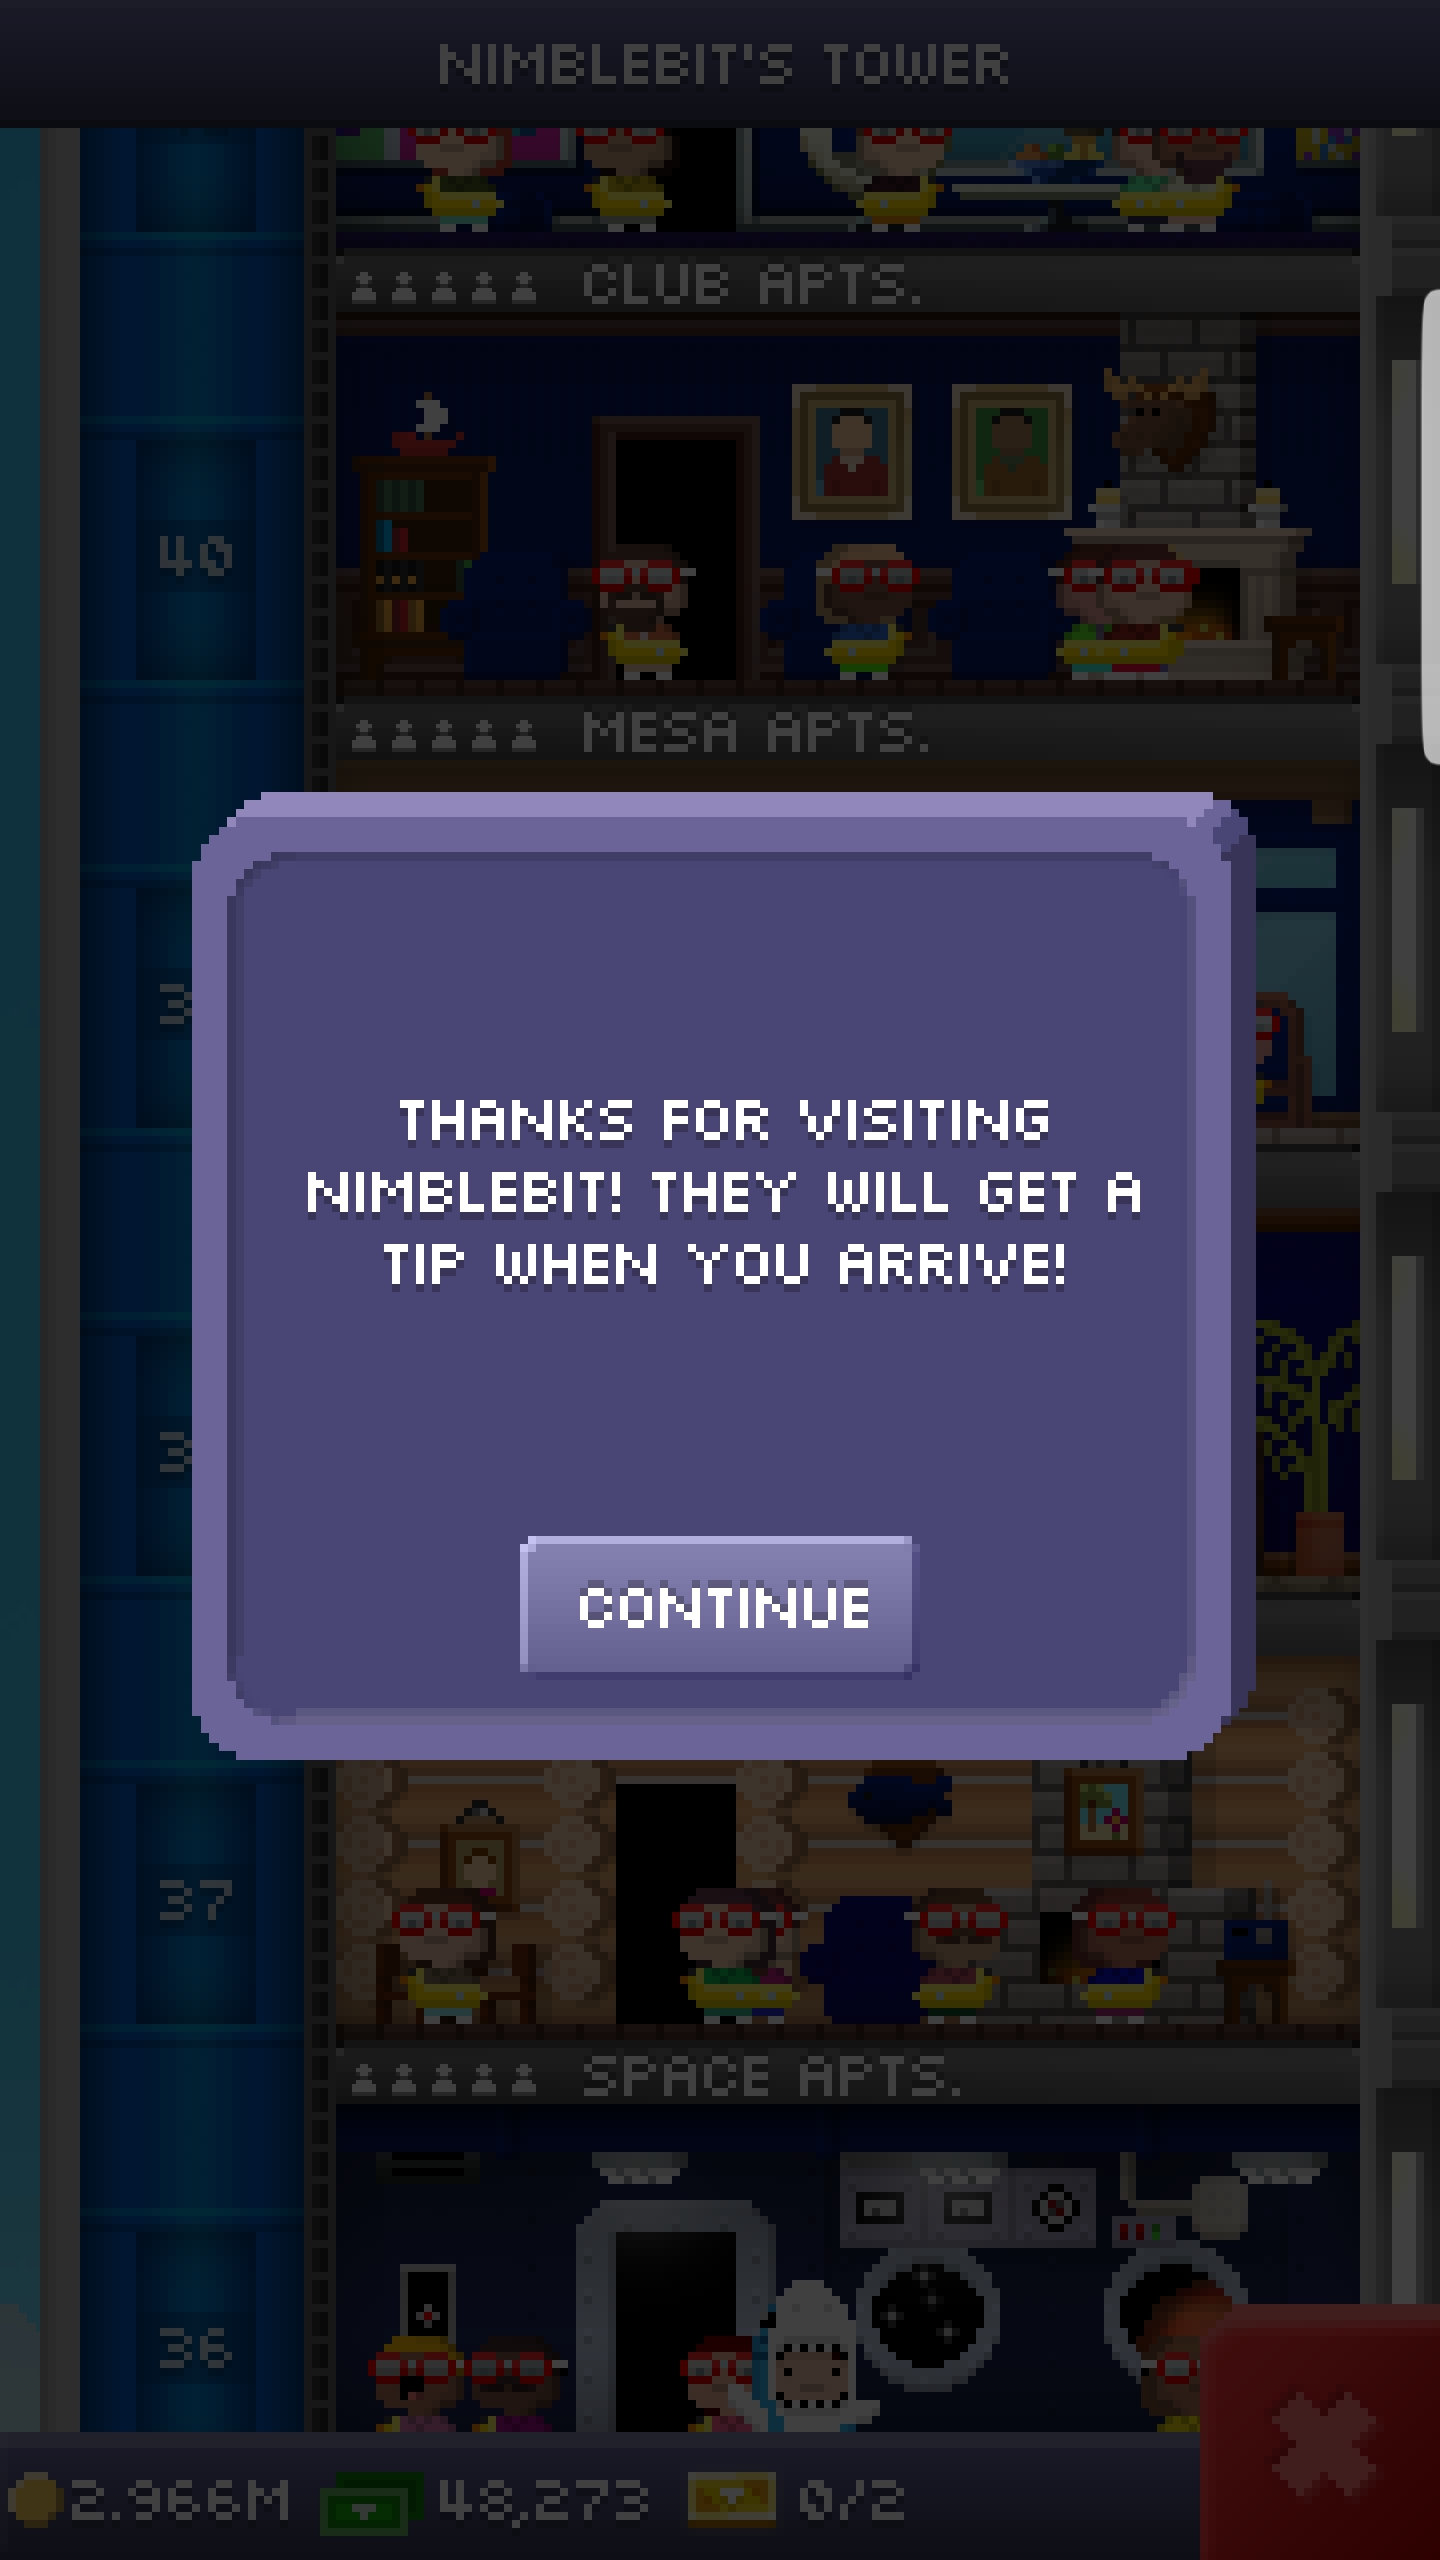 NIMBLEBIT'S TOWER
CLUB APTS.
40
MESA APTS.
THANKS FOR VISITING
NIMBLEBIT! THEY WILL GET A
TIP WHEN YOU ARRIVE!
CONTINUE
37
SPACE APTS.
36
2.966M 48,273 0/2